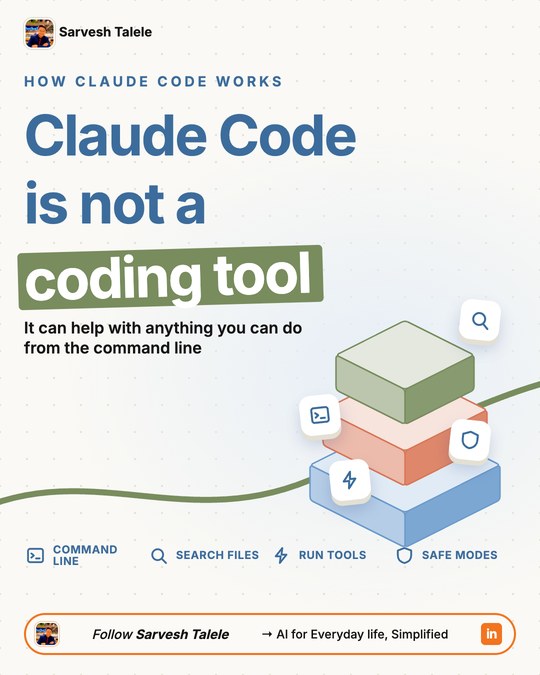 Sarvesh Talele
HOW CLAUDE CODE WORKS
Claude Code
is not a
coding tool
It can help with anything you can do
from the command line
COMMAND
LINE
SEARCH FILES
RUN TOOLS
SAFE MODES
Follow Sarvesh Talele → AI for Everyday life, Simplified in